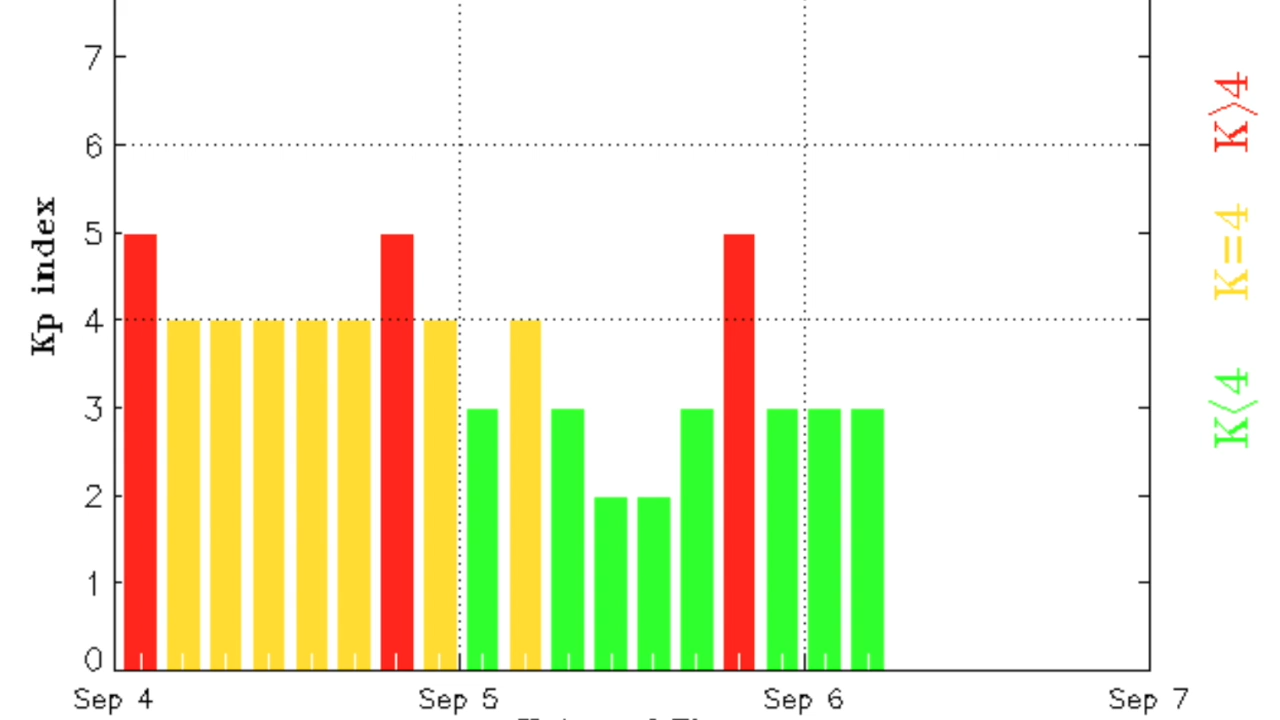 7
6
5
4
3
2
1
0
Kp index
Sep 4
Sep 5
Sep 6
Sep 7
K>4
K=4
K<4